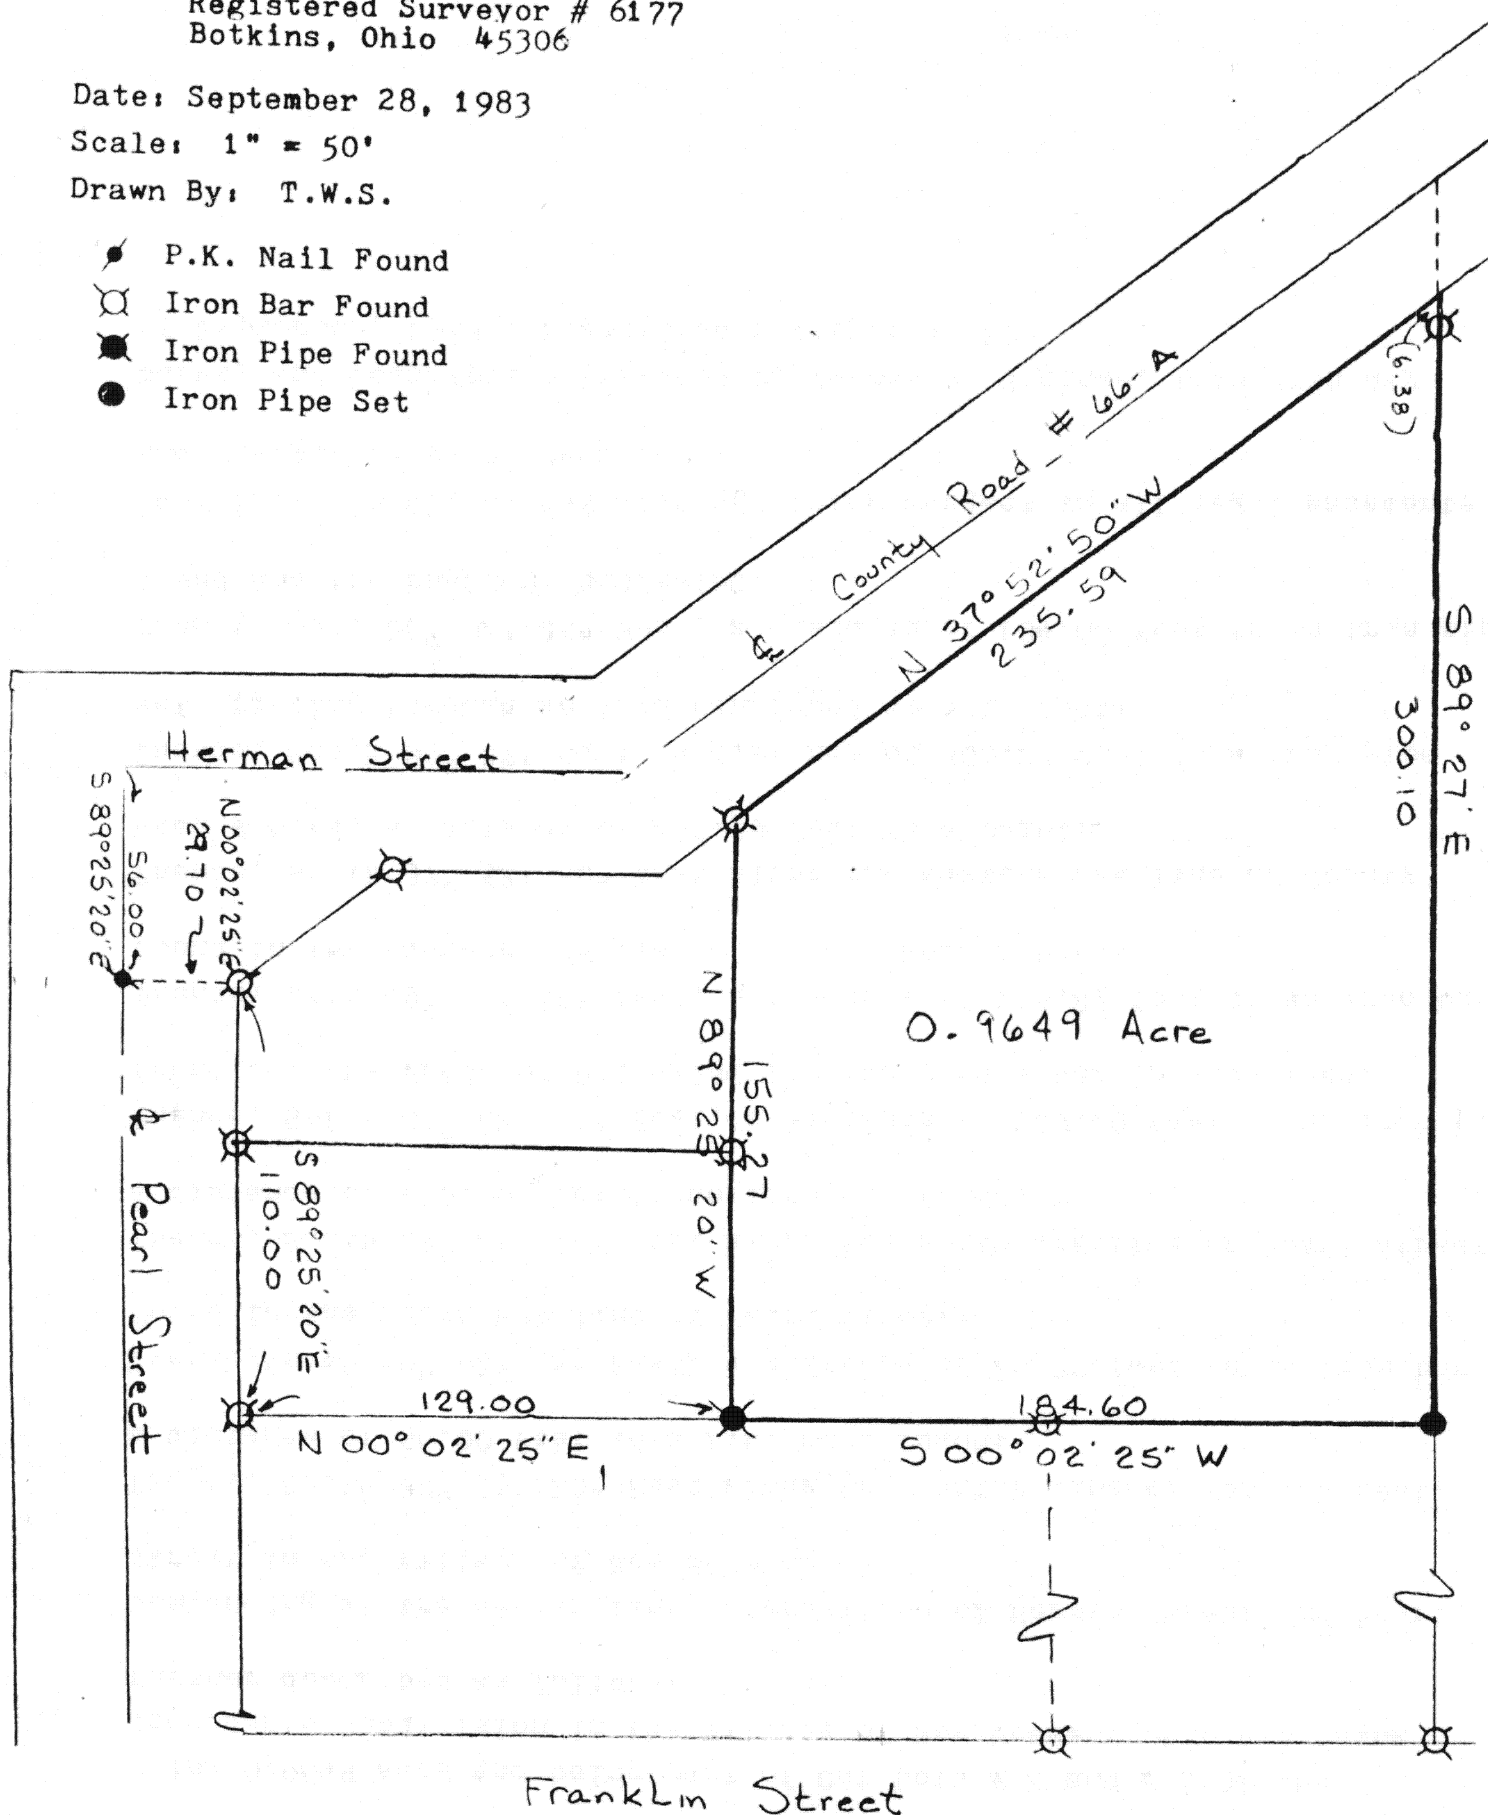 Registered Surveyor # 6177
Botkins, Ohio 45306
Date: September 28, 1983
Scale: 1" = 50'
Drawn By: T.W.S.
P.K. Nail Found
Iron Bar Found
Iron Pipe Found
Iron Pipe Set
(6.38)
℄ County Road # 66-A
N 37° 52' 50" W
235.59
S 89° 27' E
300.10
Herman Street
S 89° 25' 20" E
56.00
29.70
N 00° 02' 25" E
0.9649 Acre
N 89° 25' 20" W
155.27
℄ Pearl Street
S 89° 25' 20" E
110.00
129.00
N 00° 02' 25" E
184.60
S 00° 02' 25" W
Franklin Street